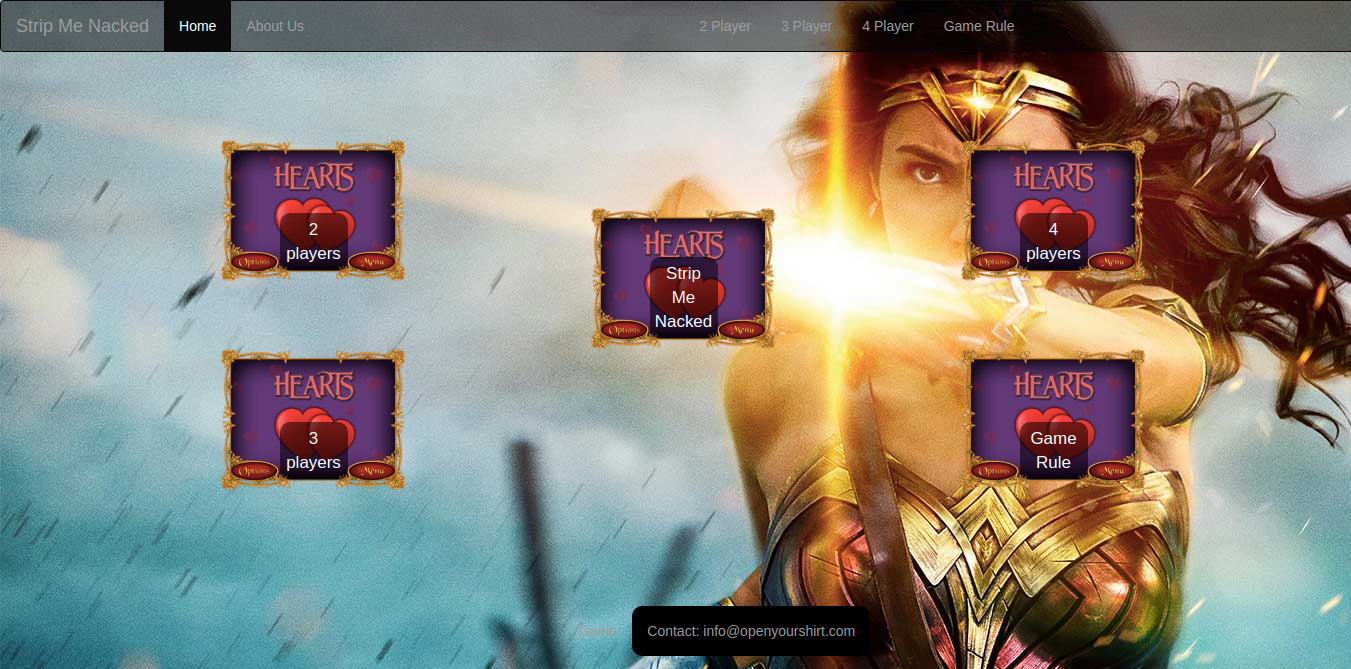 Strip Me Nacked Home About Us 2 Player 3 Player 4 Player Game Rule
HEARTS
2
players
Options Menu
HEARTS
Strip
Me
Nacked
Options Menu
HEARTS
4
players
Options Menu
HEARTS
3
players
Options Menu
HEARTS
Game
Rule
Options Menu
Contact: info@openyourshirt.com